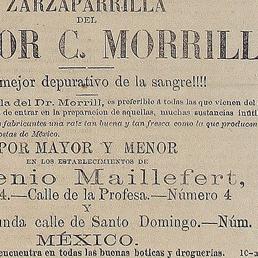 ZARZAPARRILLA
DEL
OR C. MORRILL
mejor depurativo de la sangre!!!!
la del Dr. Morrill, es preferible á todas las que vienen del
de entrar en la preparacion de aquellas, muchas sustancias inúti
fabricantes una raíz tan buena y tan fresca como la que producen
otas de México.
POR MAYOR Y MENOR
EN LOS ESTABLECIMIENTOS DE
enio Maillefert,
4.—Calle de la Profesa.—Número 4
Y
unda calle de Santo Domingo.—Núm.
MÉXICO.
encuentra en todas las buenas boticas y droguerías. 10-